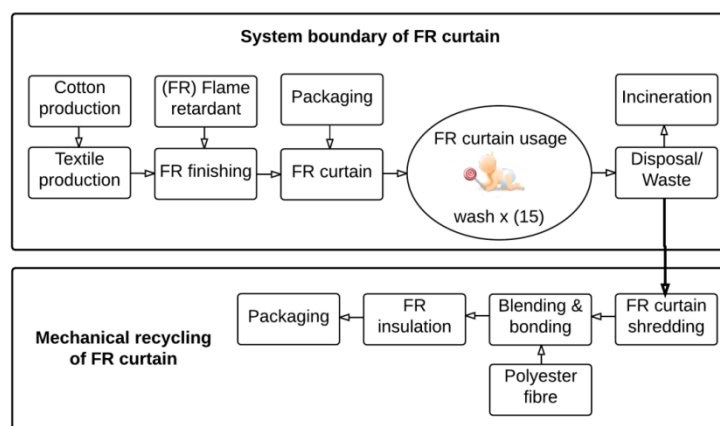 System boundary of FR curtain
Cotton
production
(FR) Flame
retardant
Packaging
Incineration
FR curtain usage
Textile
production
FR finishing
FR curtain
Disposal/
Waste
wash x (15)
Mechanical recycling
of FR curtain
Packaging
FR
insulation
Blending &
bonding
FR curtain
shredding
Polyester
fibre